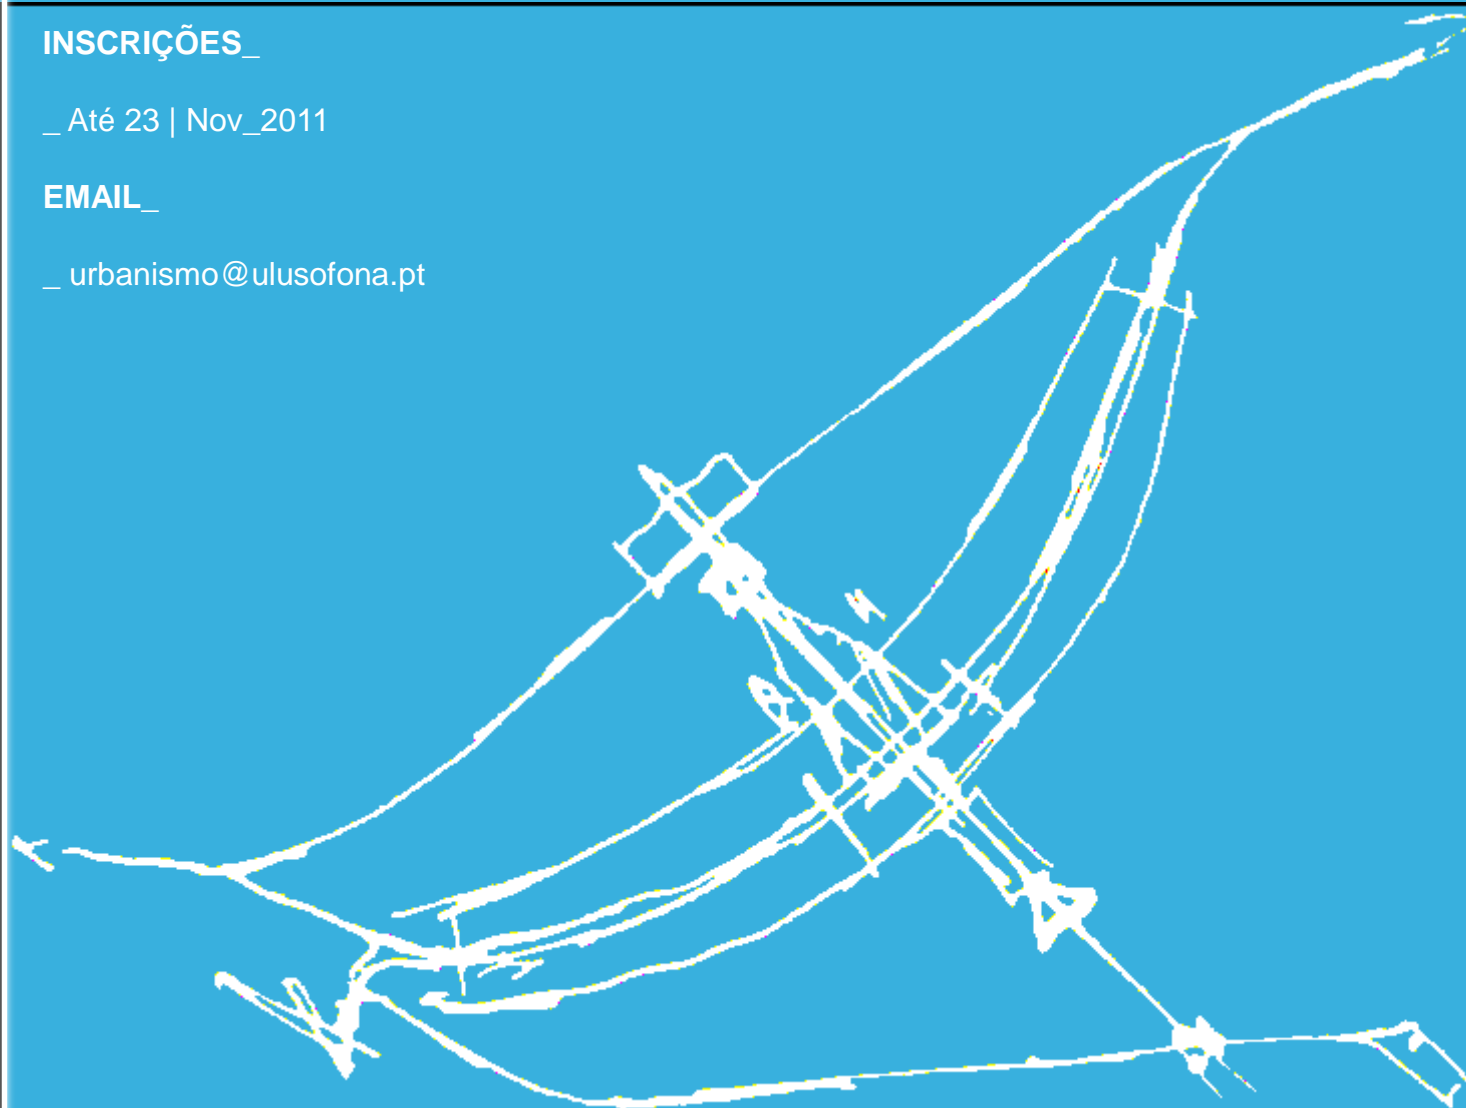 INSCRIÇÕES_
_ Até 23 | Nov_2011
EMAIL_
_ urbanismo@ulusofona.pt